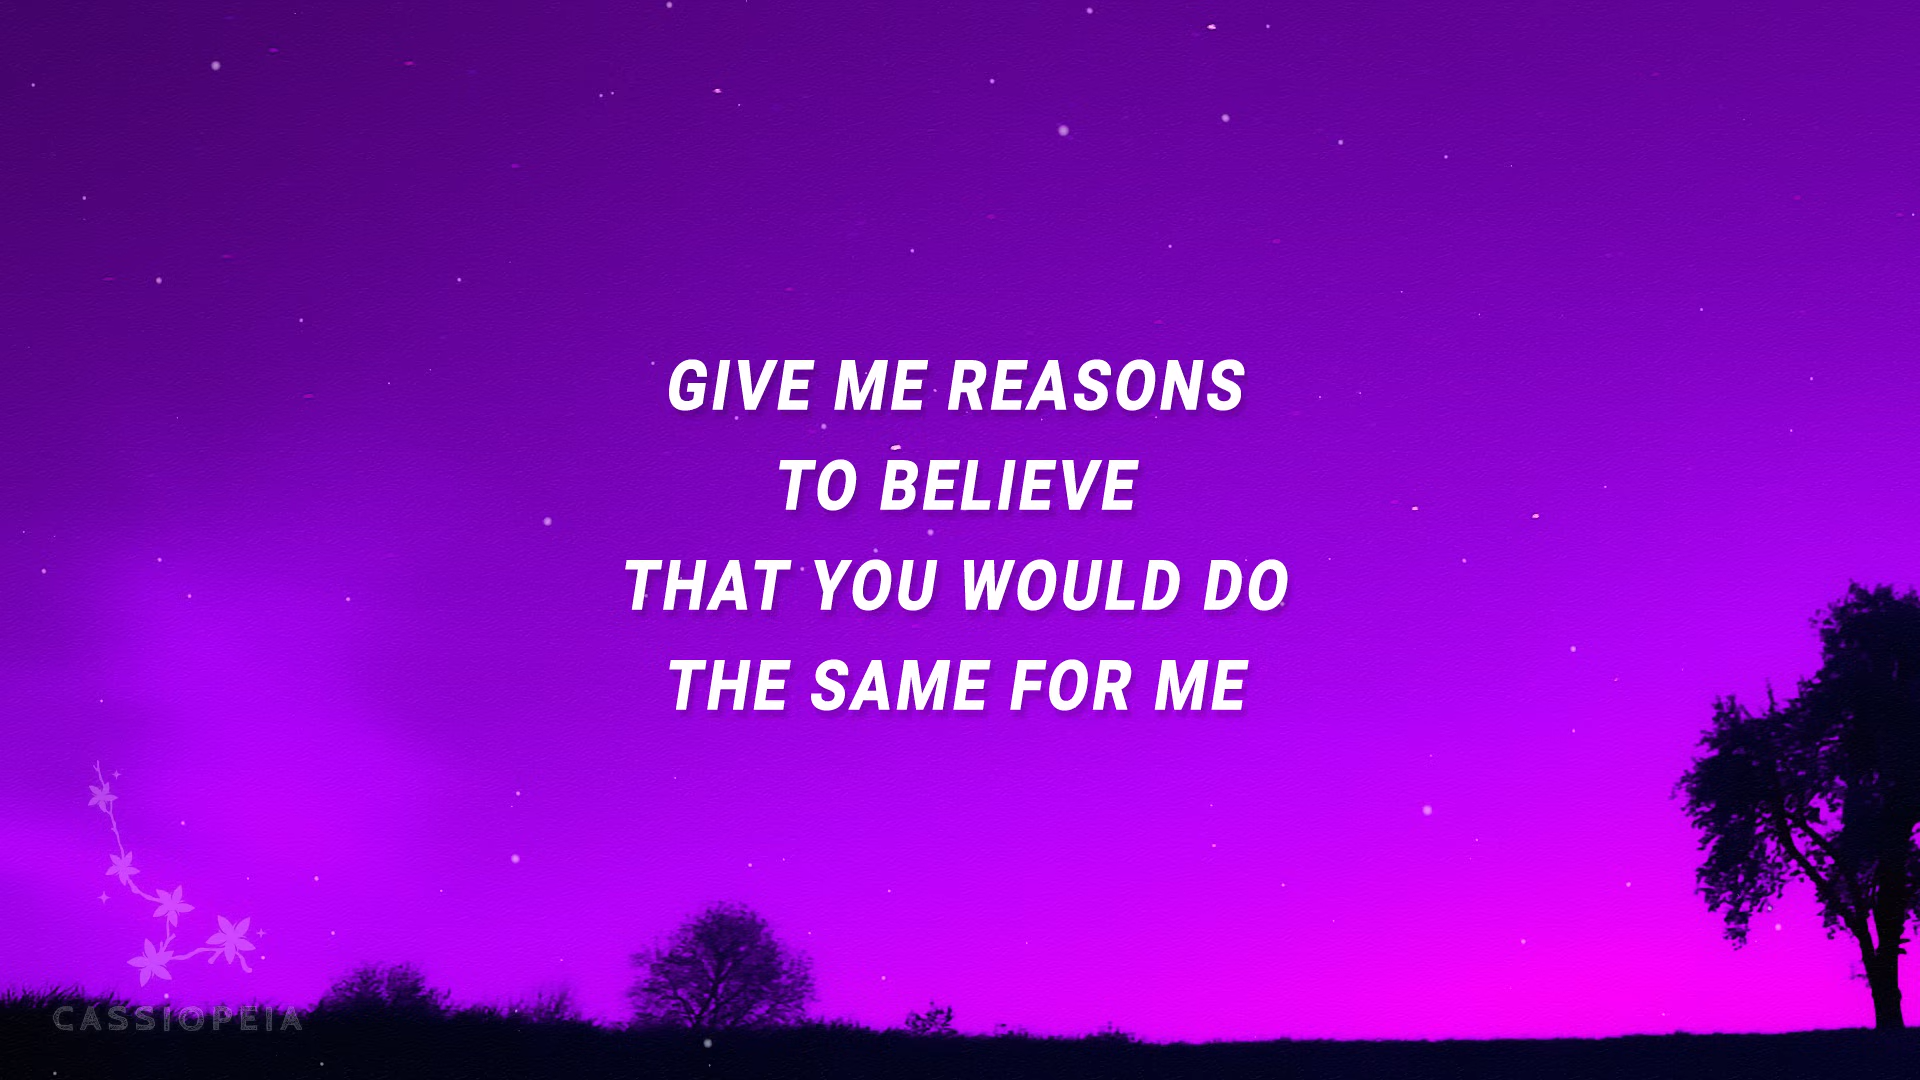 GIVE ME REASONS
TO BELIEVE
THAT YOU WOULD DO
THE SAME FOR ME
CASSIOPEIA